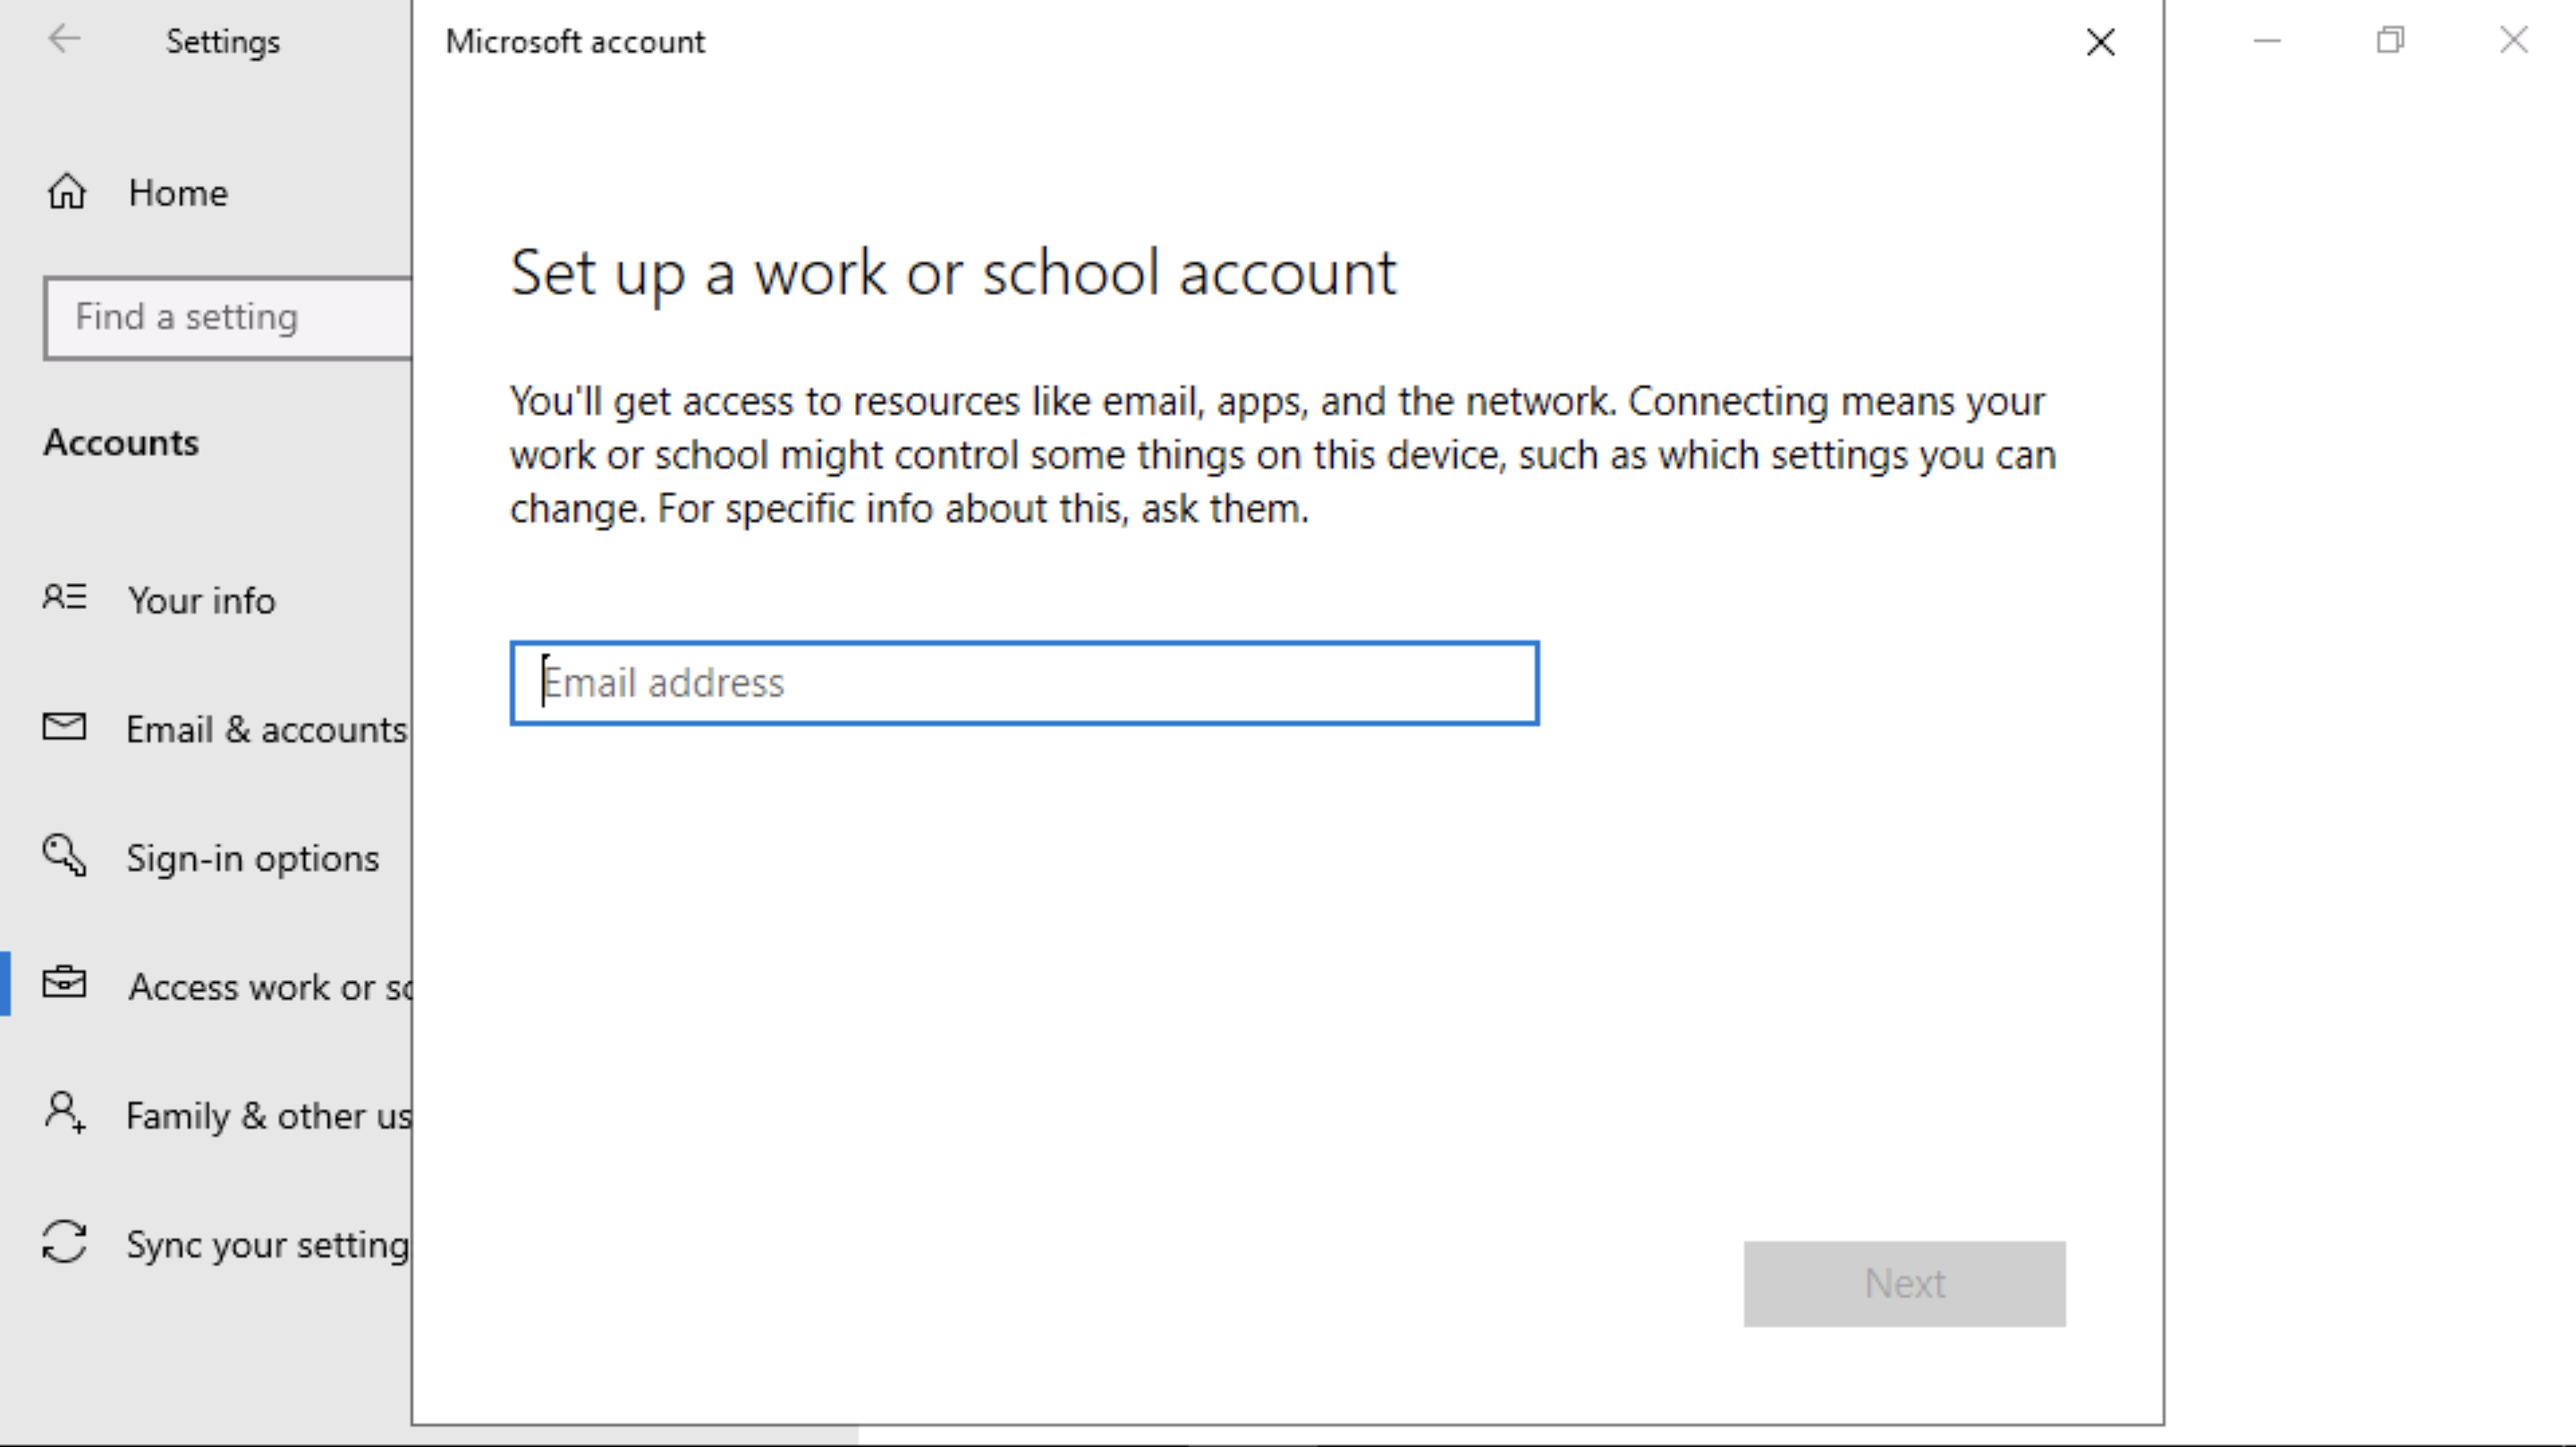 Settings
Home
Find a setting
Accounts
Your info
Email & accounts
Sign-in options
Access work or sc
Family & other us
Sync your setting
Microsoft account
Set up a work or school account
You'll get access to resources like email, apps, and the network. Connecting means your
work or school might control some things on this device, such as which settings you can
change. For specific info about this, ask them.
Email address
Next